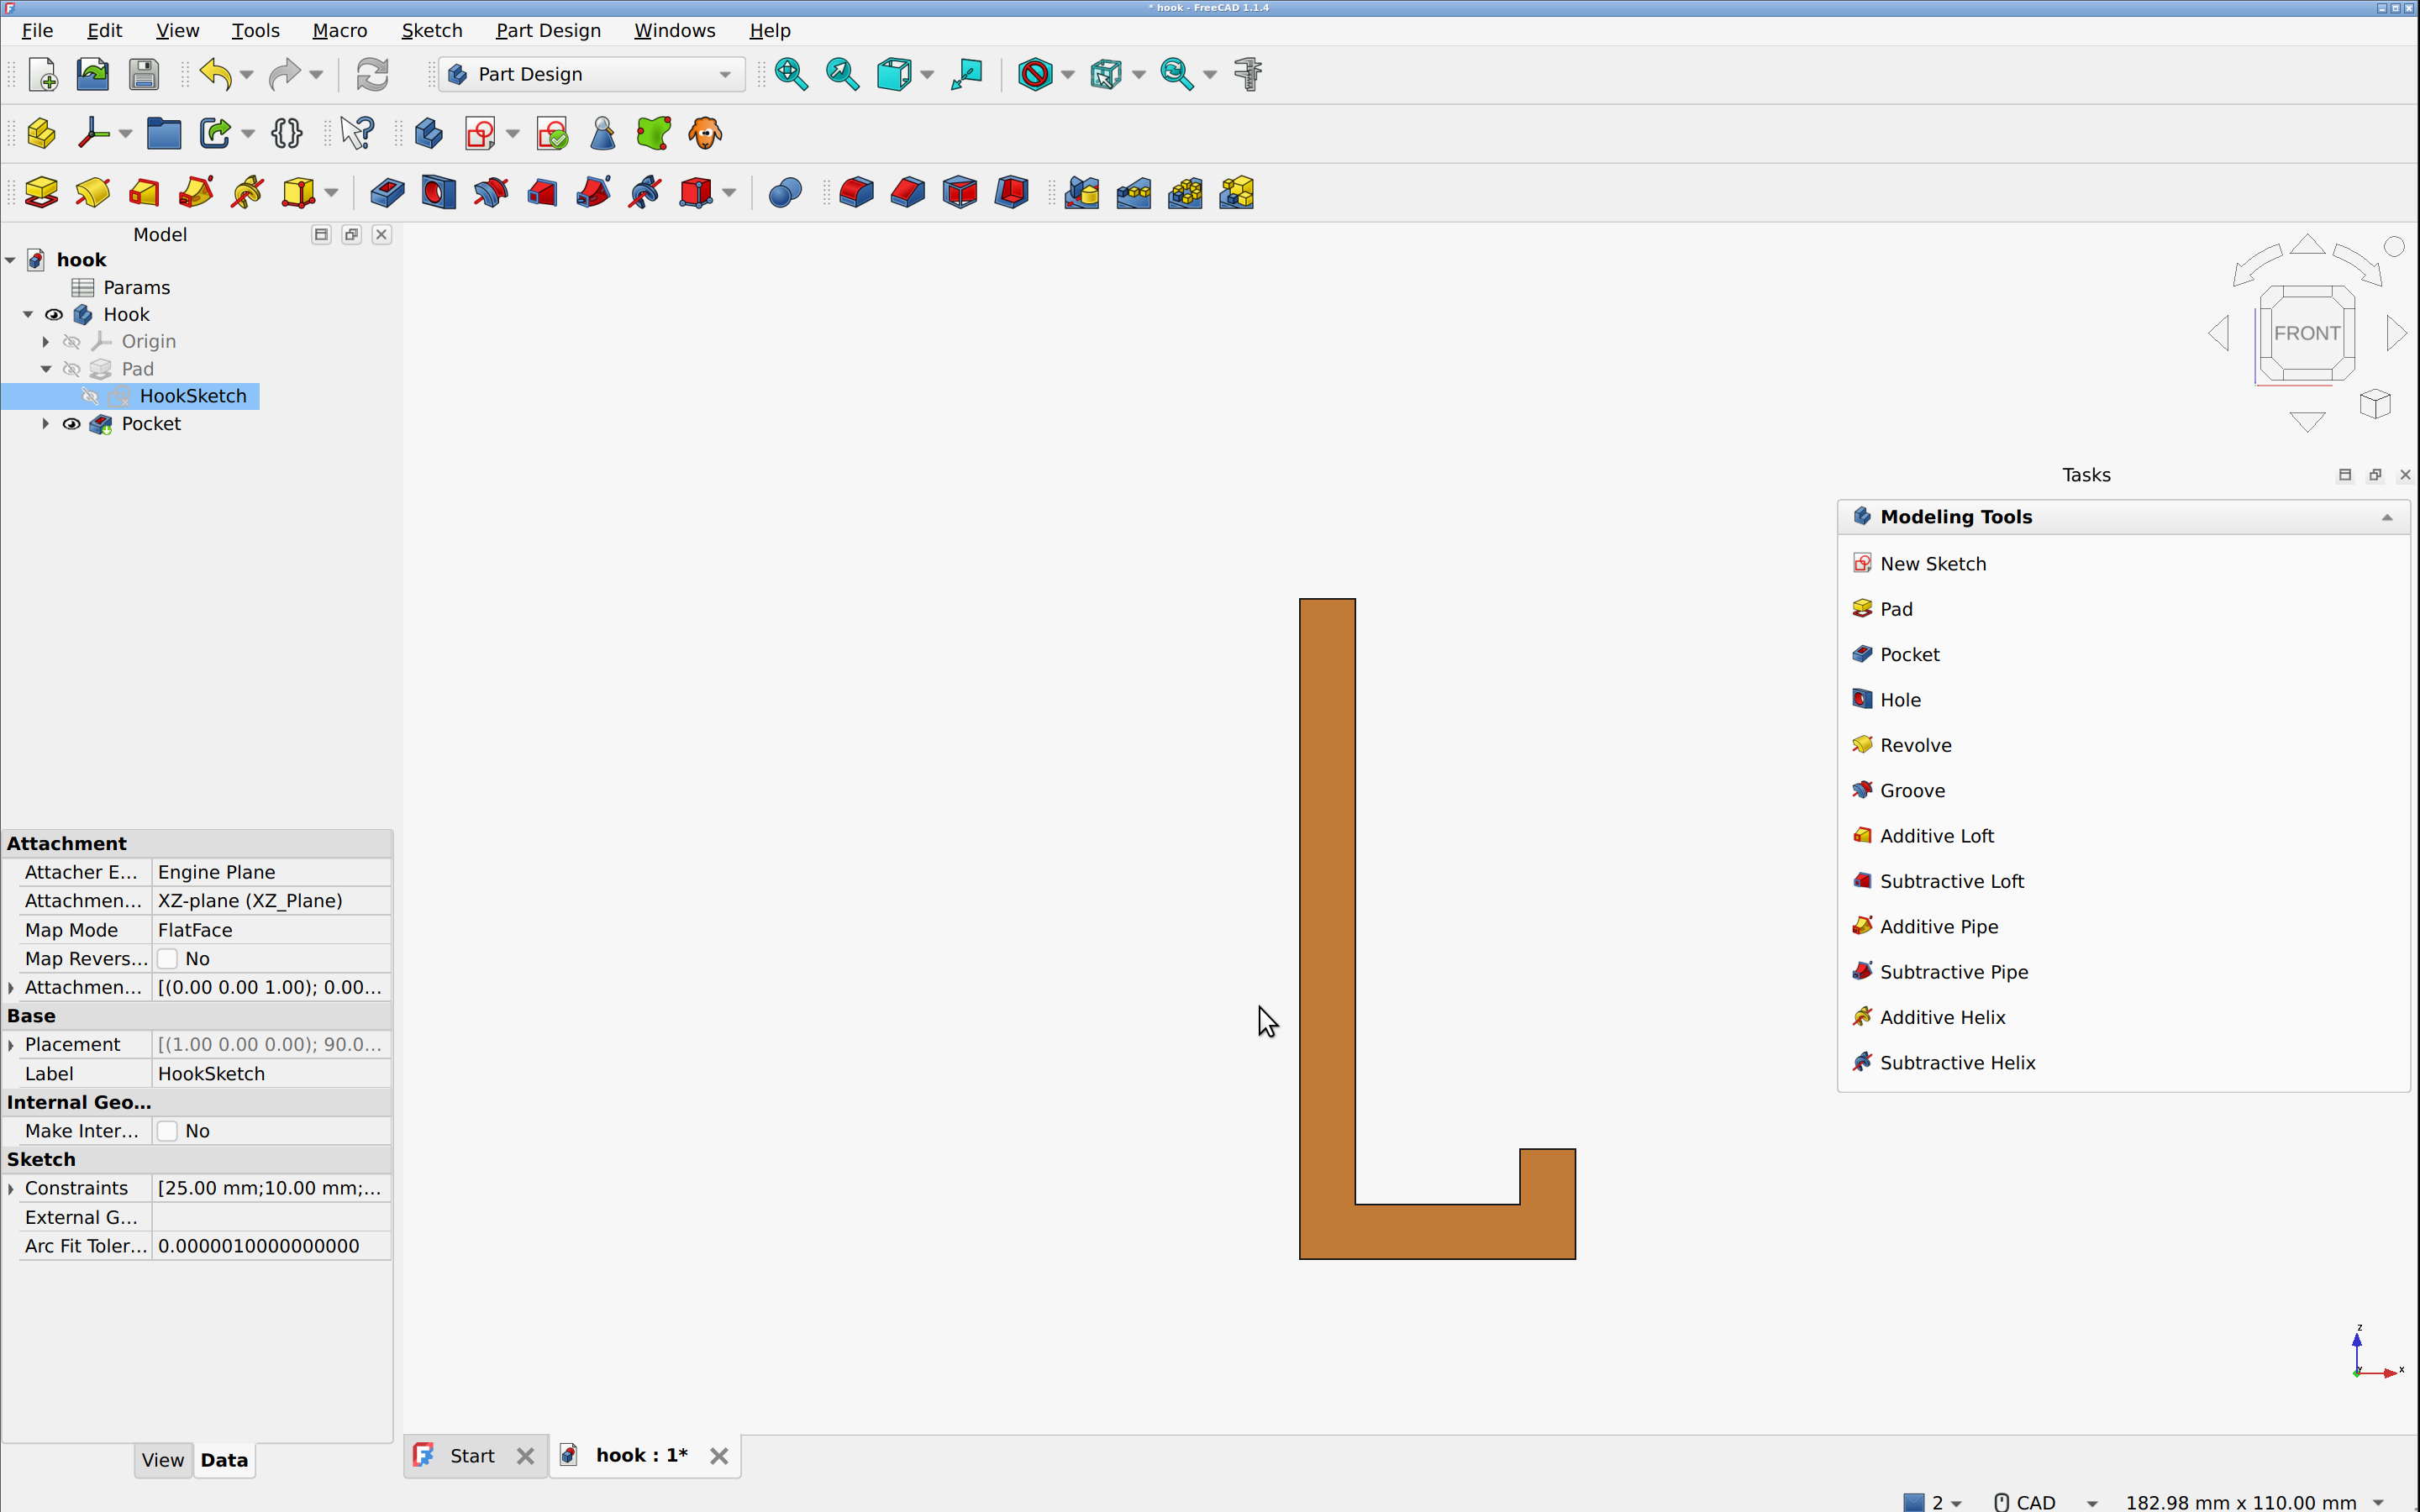 * hook - FreeCAD 1.1.4
File Edit View Tools Macro Sketch Part Design Windows Help
Part Design
Model
hook
Params
Hook
Origin
Pad
HookSketch
Pocket
FRONT
Tasks
Modeling Tools
New Sketch
Pad
Pocket
Hole
Revolve
Groove
Additive Loft
Subtractive Loft
Additive Pipe
Subtractive Pipe
Additive Helix
Subtractive Helix
Attachment
Attacher E... Engine Plane
Attachmen... XZ-plane (XZ_Plane)
Map Mode FlatFace
Map Revers... No
Attachmen... [(0.00 0.00 1.00); 0.00...
Base
Placement [(1.00 0.00 0.00); 90.0...
Label HookSketch
Internal Geo...
Make Inter... No
Sketch
Constraints [25.00 mm;10.00 mm;...
External G...
Arc Fit Toler... 0.0000010000000000
z
x
View Data
Start
hook : 1*
2 CAD 182.98 mm x 110.00 mm